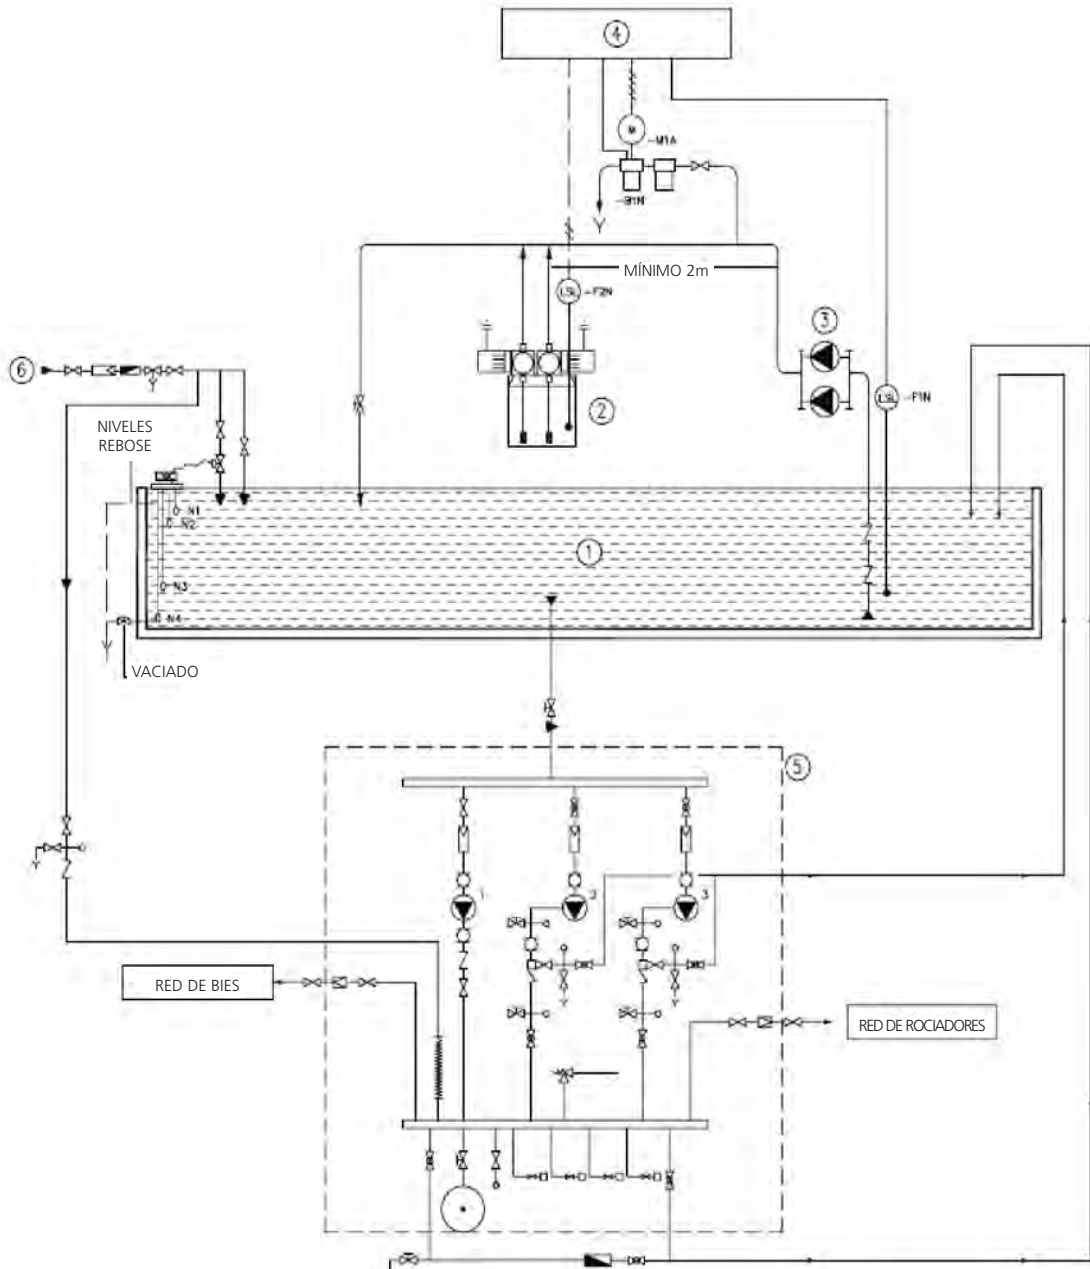 4
M
-M1A
-B1N
MÍNIMO 2m
LSL -F2N
3
6
2
LSL -F1N
NIVELES
REBOSE
N1
N2
1
N3
N4
VACIADO
5
1
2
3
RED DE BIES
RED DE ROCIADORES